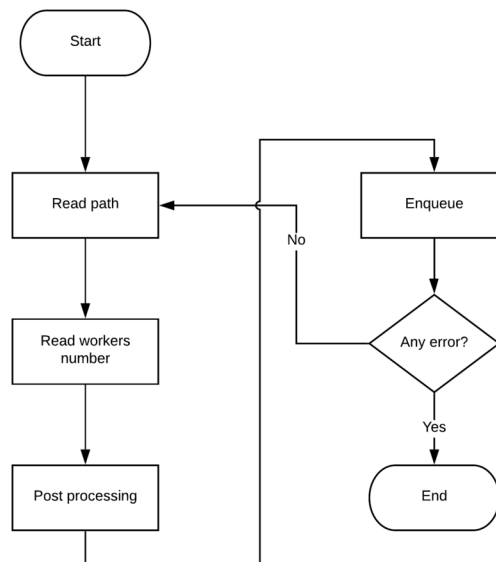 Start
Read path
Read workers
number
Post processing
Enqueue
No
Any error?
Yes
End